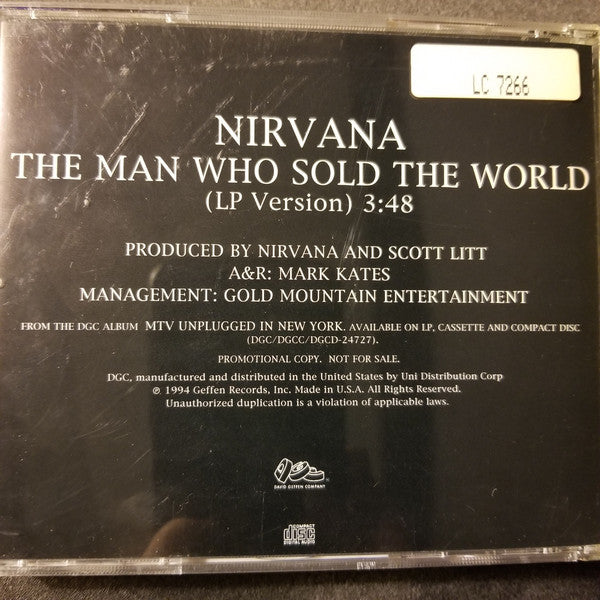 LC 7266
NIRVANA
THE MAN WHO SOLD THE WORLD
(LP Version) 3:48
PRODUCED BY NIRVANA AND SCOTT LITT
A&R: MARK KATES
MANAGEMENT: GOLD MOUNTAIN ENTERTAINMENT
FROM THE DGC ALBUM MTV UNPLUGGED IN NEW YORK. AVAILABLE ON LP, CASSETTE AND COMPACT DISC
(DGC/DGCC/DGCD-24727).
PROMOTIONAL COPY. NOT FOR SALE.
DGC, manufactured and distributed in the United States by Uni Distribution Corp
℗ 1994 Geffen Records, Inc. Made in U.S.A. All Rights Reserved.
Unauthorized duplication is a violation of applicable laws.
DAVID GEFFEN COMPANY
COMPACT
disc
DIGITAL AUDIO